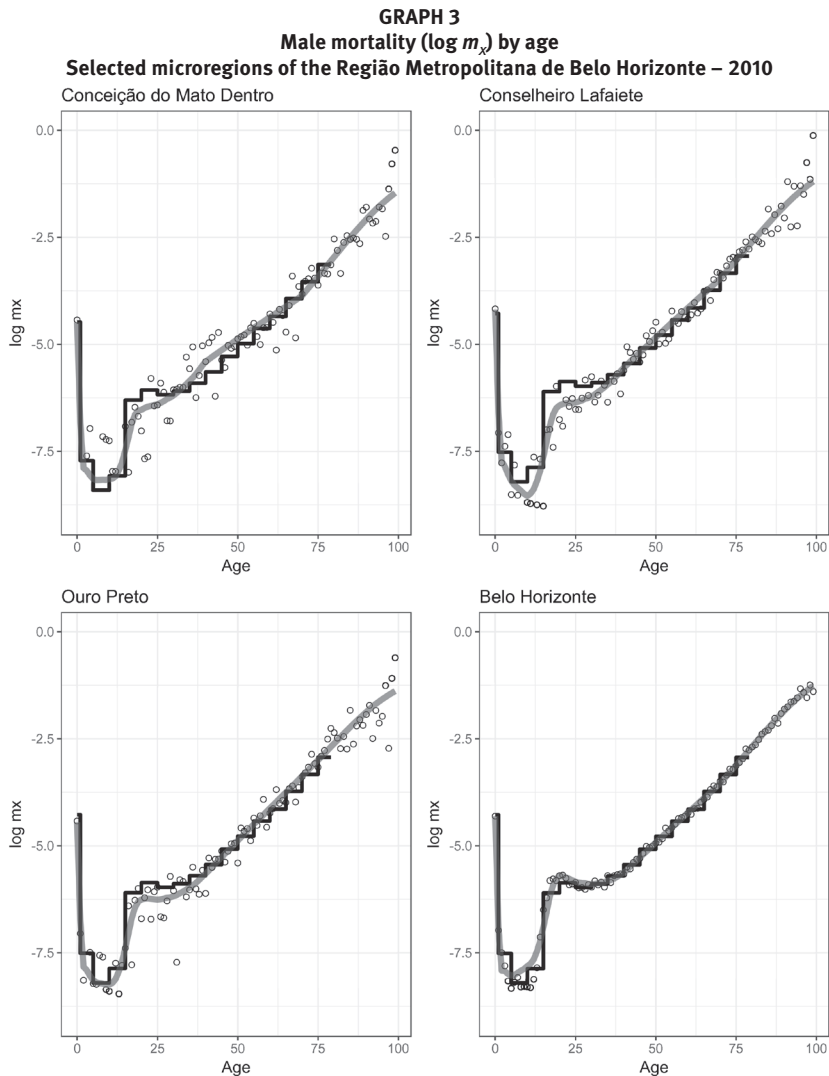 GRAPH 3
Male mortality (log mx) by age
Selected microregions of the Região Metropolitana de Belo Horizonte – 2010
Conceição do Mato Dentro
0.0
-2.5
-5.0
-7.5
log mx
0 25 50 75 100
Age
Conselheiro Lafaiete
0.0
-2.5
-5.0
-7.5
log mx
0 25 50 75 100
Age
Ouro Preto
0.0
-2.5
-5.0
-7.5
log mx
0 25 50 75 100
Age
Belo Horizonte
0.0
-2.5
-5.0
-7.5
log mx
0 25 50 75 100
Age